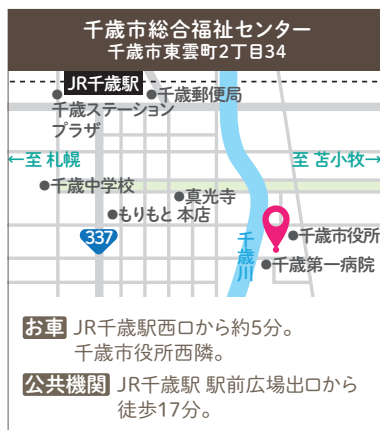 千歳市総合福祉センター
千歳市東雲町2丁目34
JR千歳駅
千歳郵便局
千歳ステーション
プラザ
←至 札幌
至 苫小牧→
千歳中学校
真光寺
もりもと 本店
337
千歳川
千歳市役所
千歳第一病院
お車 JR千歳駅西口から約5分。
千歳市役所西隣。
公共機関 JR千歳駅 駅前広場出口から
徒歩17分。